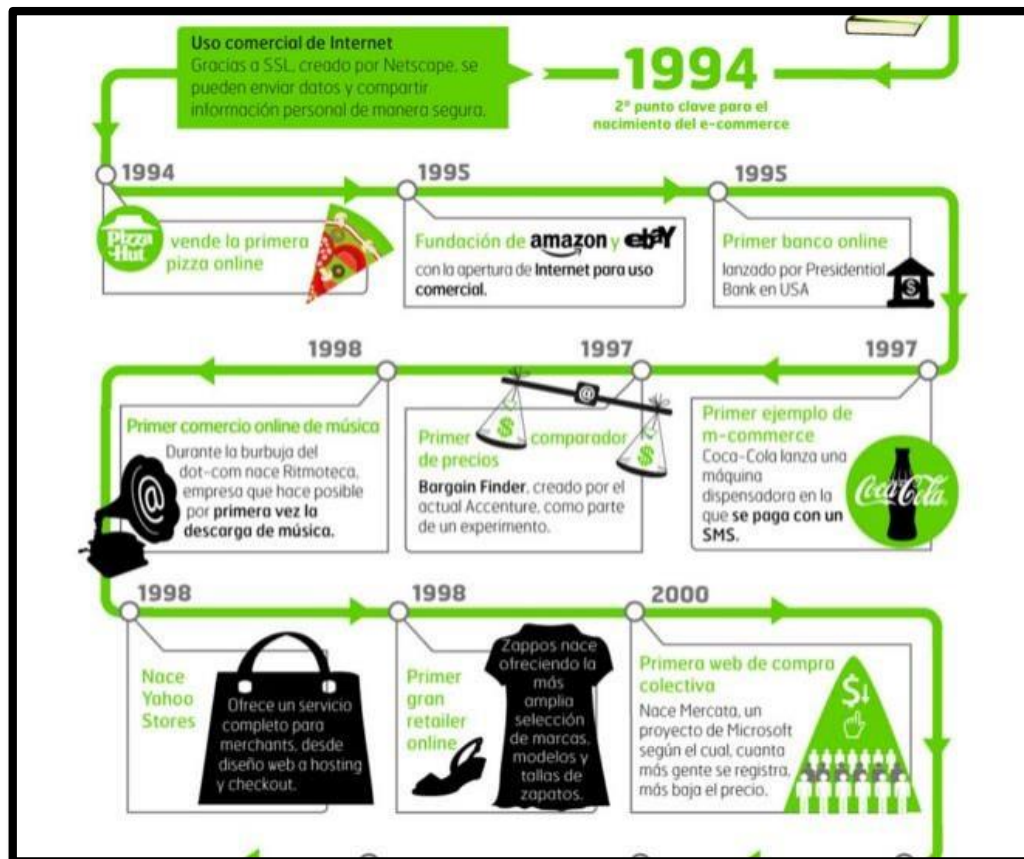 Uso comercial de Internet
Gracias a SSL, creado por Netscape, se
pueden enviar datos y compartir
información personal de manera segura.
1994
2º punto clave para el
nacimiento del e-commerce
1994
Pizza
Hut
vende la primera
pizza online
1995
Fundación de amazon y ebay
con la apertura de Internet para uso
comercial.
1995
Primer banco online
lanzado por Presidential
Bank en USA
$
1998
Primer comercio online de música
Durante la burbuja del
dot-com nace Ritmoteca,
empresa que hace posible
por primera vez la
descarga de música.
@
1997
@
$
$
Primer comparador
de precios
Bargain Finder, creado por el
actual Accenture, como parte
de un experimento.
1997
Primer ejemplo de
m-commerce
Coca-Cola lanza una
máquina
dispensadora en la
que se paga con un
SMS.
Coca-Cola
1998
Nace
Yahoo
Stores
Ofrece un servicio
completo para
merchants, desde
diseño web a hosting
y checkout.
1998
Primer
gran
retailer
online
Zappos nace
ofreciendo la
más
amplia
selección
de marcas,
modelos y
tallas de
zapatos.
2000
Primera web de compra
colectiva
Nace Mercata, un
proyecto de Microsoft
según el cual, cuanta
más gente se registra,
más baja el precio.
$